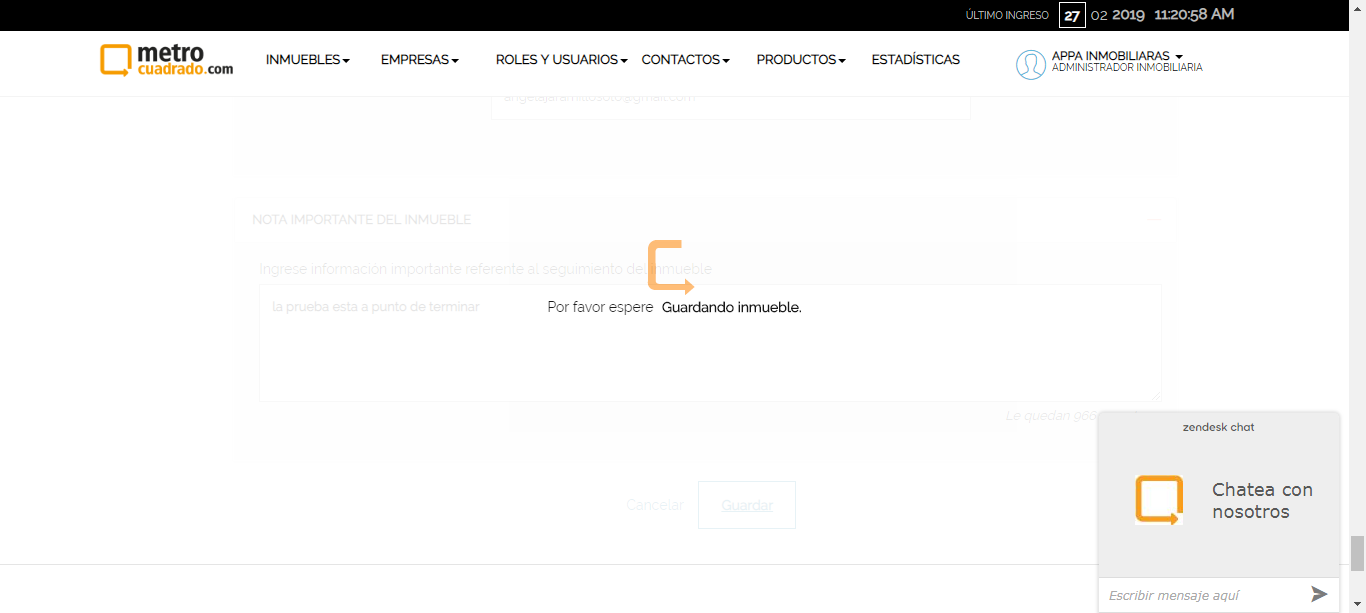 ÚLTIMO INGRESO 27 02 2019 11:20:58 AM
metro cuadrado.com
INMUEBLES EMPRESAS ROLES Y USUARIOS CONTACTOS PRODUCTOS ESTADÍSTICAS
APPA INMOBILIARAS
ADMINISTRADOR INMOBILIARIA
angelajaramillosoto@gmail.com
NOTA IMPORTANTE DEL INMUEBLE
Ingrese información importante referente al seguimiento del inmueble
la prueba esta a punto de terminar
Por favor espere Guardando inmueble.
Le quedan 966
zendesk chat
Chatea con
nosotros
Cancelar Guardar
Escribir mensaje aquí